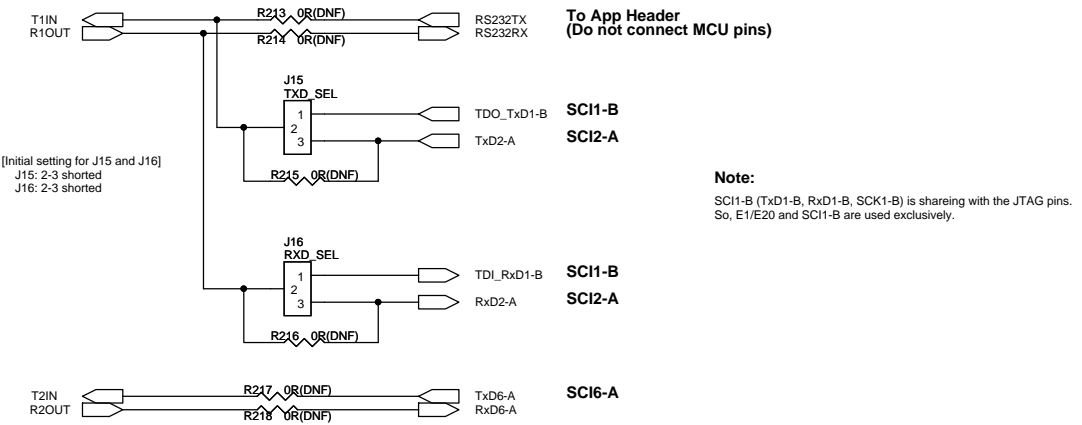 T1IN R213 0R(DNF) RS232TX To App Header
R1OUT R214 0R(DNF) RS232RX (Do not connect MCU pins)
J15
TXD_SEL
1 TDO_TxD1-B SCI1-B
2
3 TxD2-A SCI2-A
[Initial setting for J15 and J16]
J15: 2-3 shorted
J16: 2-3 shorted
R215 0R(DNF)
Note:
SCI1-B (TxD1-B, RxD1-B, SCK1-B) is shareing with the JTAG pins.
So, E1/E20 and SCI1-B are used exclusively.
J16
RXD_SEL
1 TDI_RxD1-B SCI1-B
2
3 RxD2-A SCI2-A
R216 0R(DNF)
T2IN R217 0R(DNF) TxD6-A SCI6-A
R2OUT R218 0R(DNF) RxD6-A